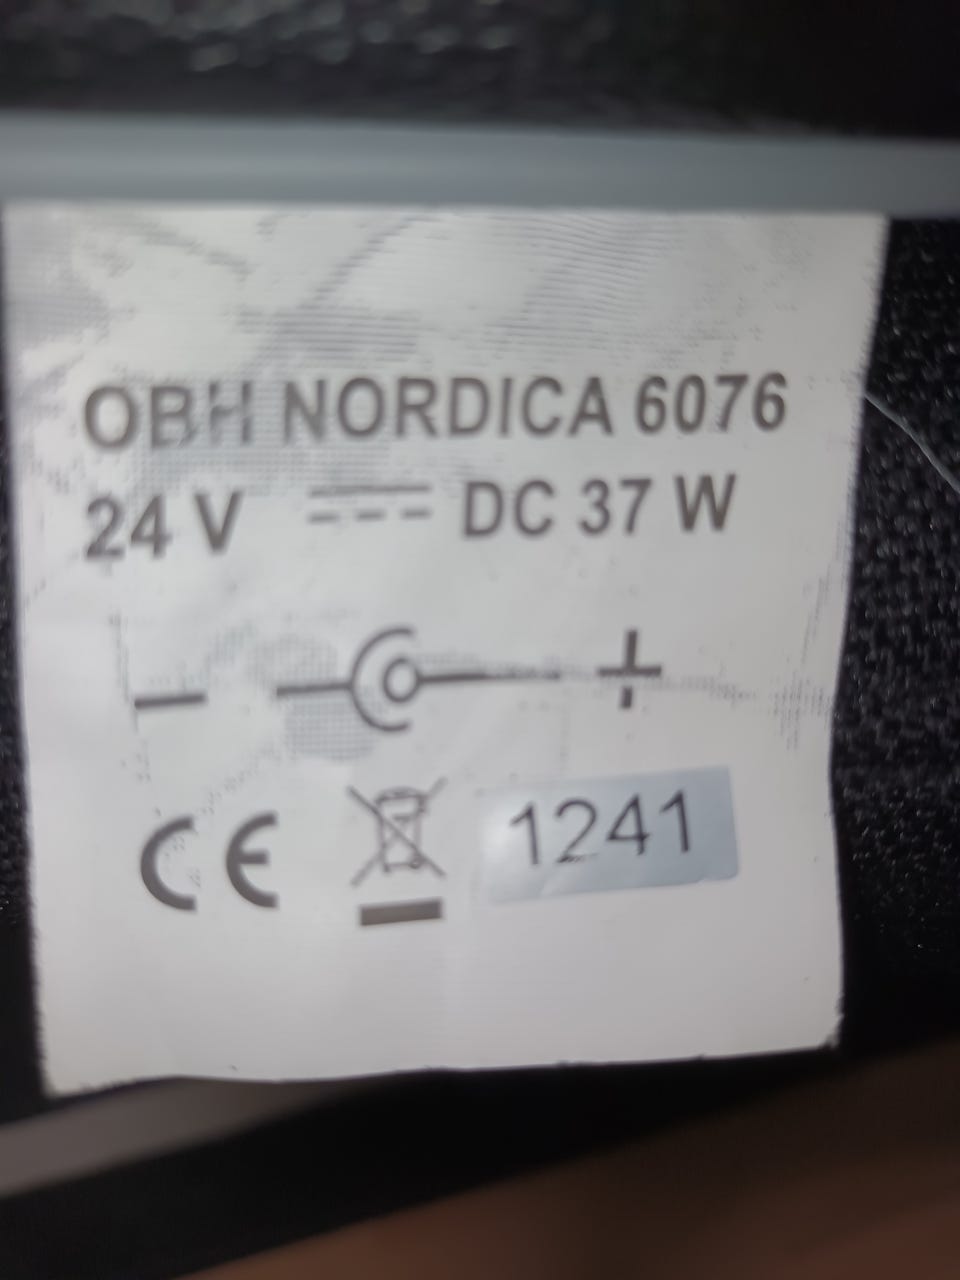 OBH NORDICA 6076
24 V ⎓ DC 37 W
− +
CE 1241